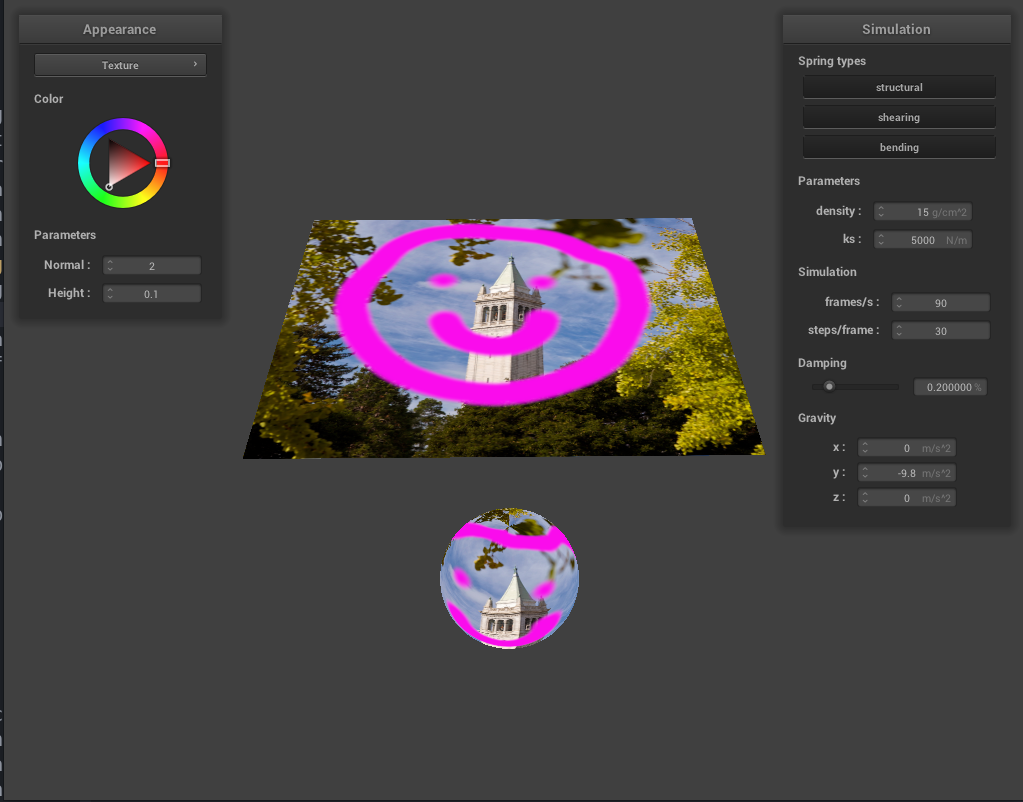 Appearance
Texture ›
Color
Parameters
Normal : 2
Height : 0.1
Simulation
Spring types
structural
shearing
bending
Parameters
density : 15 g/cm^2
ks : 5000 N/m
Simulation
frames/s : 90
steps/frame : 30
Damping
0.200000 %
Gravity
x : 0 m/s^2
y : -9.8 m/s^2
z : 0 m/s^2